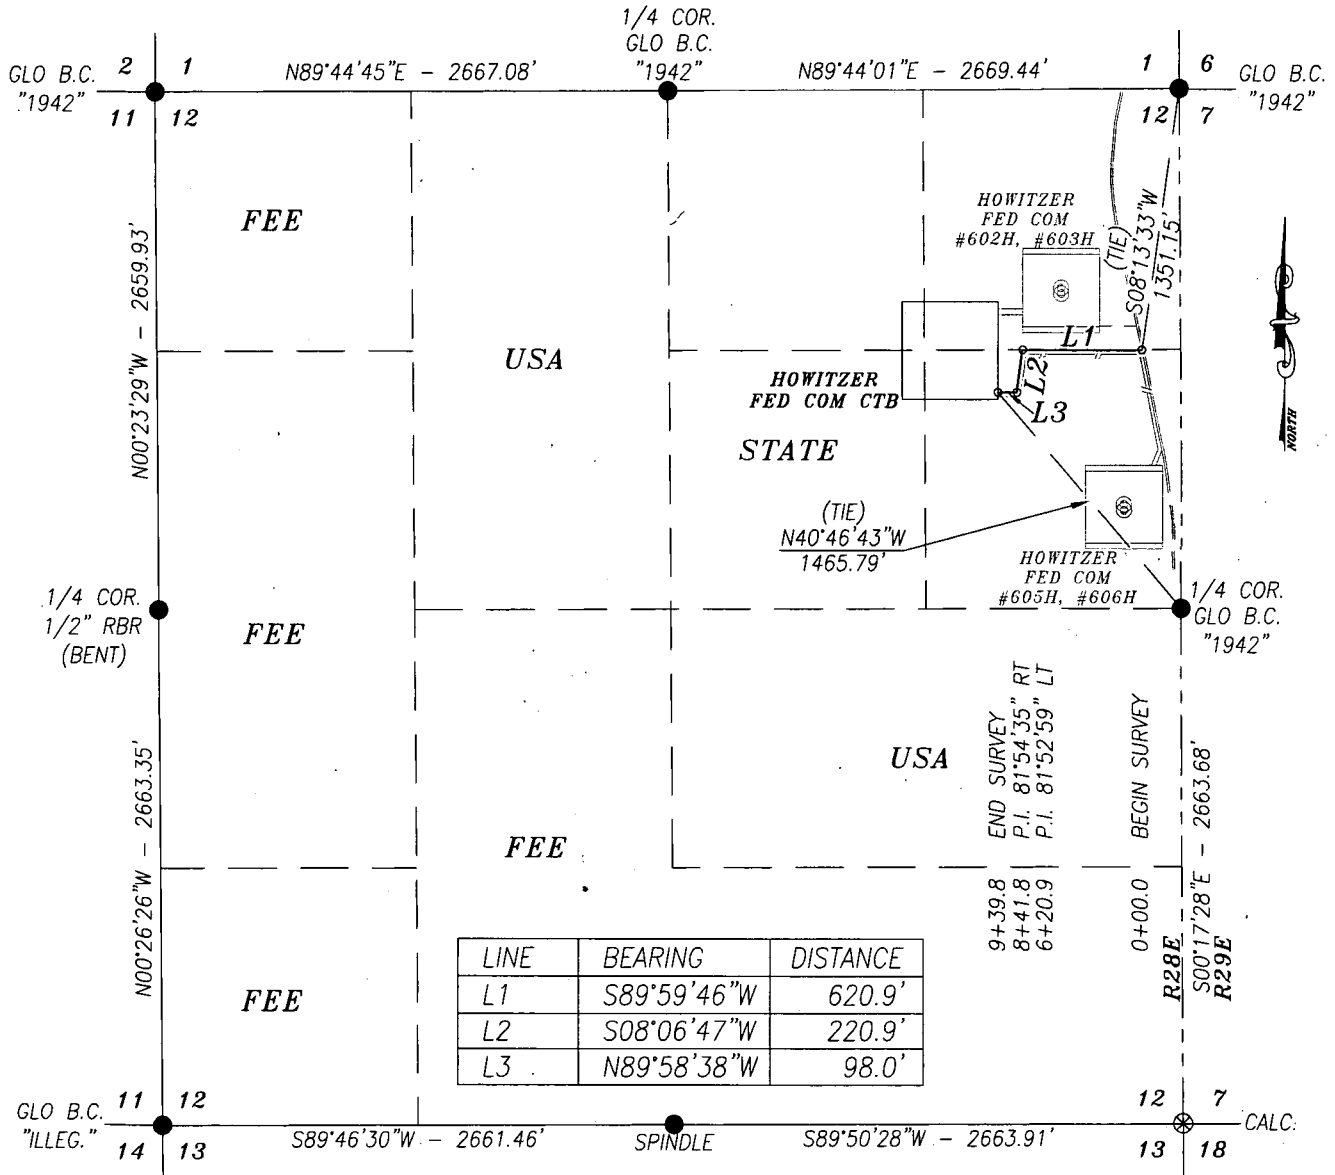 1/4 COR.
GLO B.C.
"1942"
GLO B.C.
"1942"
2 1
11 12
N89°44'45"E - 2667.08'
N89°44'01"E - 2669.44'
1 6
12 7
GLO B.C.
"1942"
FEE
HOWITZER
FED COM
#602H, #603H
(TIE)
S08°13'33"W
1351.15'
N00°23'29"W - 2659.93'
USA
L1
L2
L3
HOWITZER
FED COM CTB
STATE
NORTH
(TIE)
N40°46'43"W
1465.79'
HOWITZER
FED COM
#605H, #606H
1/4 COR.
1/2" RBR
(BENT)
FEE
1/4 COR.
GLO B.C.
"1942"
USA
9+39.8 END SURVEY
8+41.8 P.I. 81°54'35" RT
6+20.9 P.I. 81°52'59" LT
0+00.0 BEGIN SURVEY
N00°26'26"W - 2663.35'
FEE
S00°17'28"E - 2663.68'
R28E
R29E
FEE
LINE BEARING DISTANCE
L1 S89°59'46"W 620.9'
L2 S08°06'47"W 220.9'
L3 N89°58'38"W 98.0'
GLO B.C.
"ILLEG."
11 12
14 13
S89°46'30"W - 2661.46'
SPINDLE
S89°50'28"W - 2663.91'
12 7
13 18
CALC.